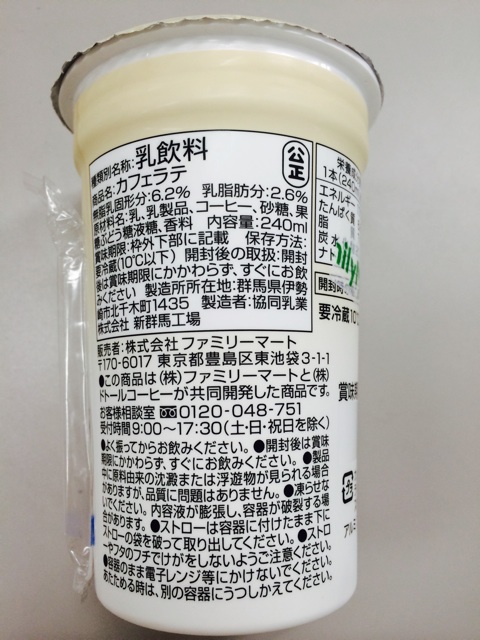 種類別名称:乳飲料
商品名:カフェラテ
無脂乳固形分:6.2% 乳脂肪分:2.6%
原材料名:乳、乳製品、コーヒー、砂糖、果
糖ぶどう糖液糖、香料 内容量:240ml
賞味期限:枠外下部に記載 保存方法:
要冷蔵(10℃以下) 開封後の取扱:開封
後は賞味期限にかかわらず、すぐにお飲
みください 製造所所在地:群馬県伊勢
崎市北千木町1435 製造者:協同乳業
株式会社 新群馬工場
公正
栄養成
1本(240
エネルギー
たんぱく質
脂
炭水
ナト
開封前
要冷蔵10℃
賞味期
販売者:株式会社ファミリーマート
〒170-6017 東京都豊島区東池袋3-1-1
●この商品は(株)ファミリーマートと(株)
ドトールコーヒーが共同開発した商品です。
お客様相談室 0120-048-751
受付時間9:00〜17:30(土・日・祝日を除く)
●よく振ってからお飲みください。●開封後は賞味
期限にかかわらず、すぐにお飲みください。●製品
中に原料由来の沈澱または浮遊物が見られる場合
がありますが、品質に問題はありません。●凍らせな
いでください。内容液が膨張し、容器が破裂する場
合があります。●ストローは容器に付けたまま下に
ストローの袋を破って取り出してください。●ストロ
ーやフタのフチでけがをしないようご注意ください。
●容器のまま電子レンジ等にかけないでください。
あたためる時は、別の容器にうつしかえてください。
アルミ